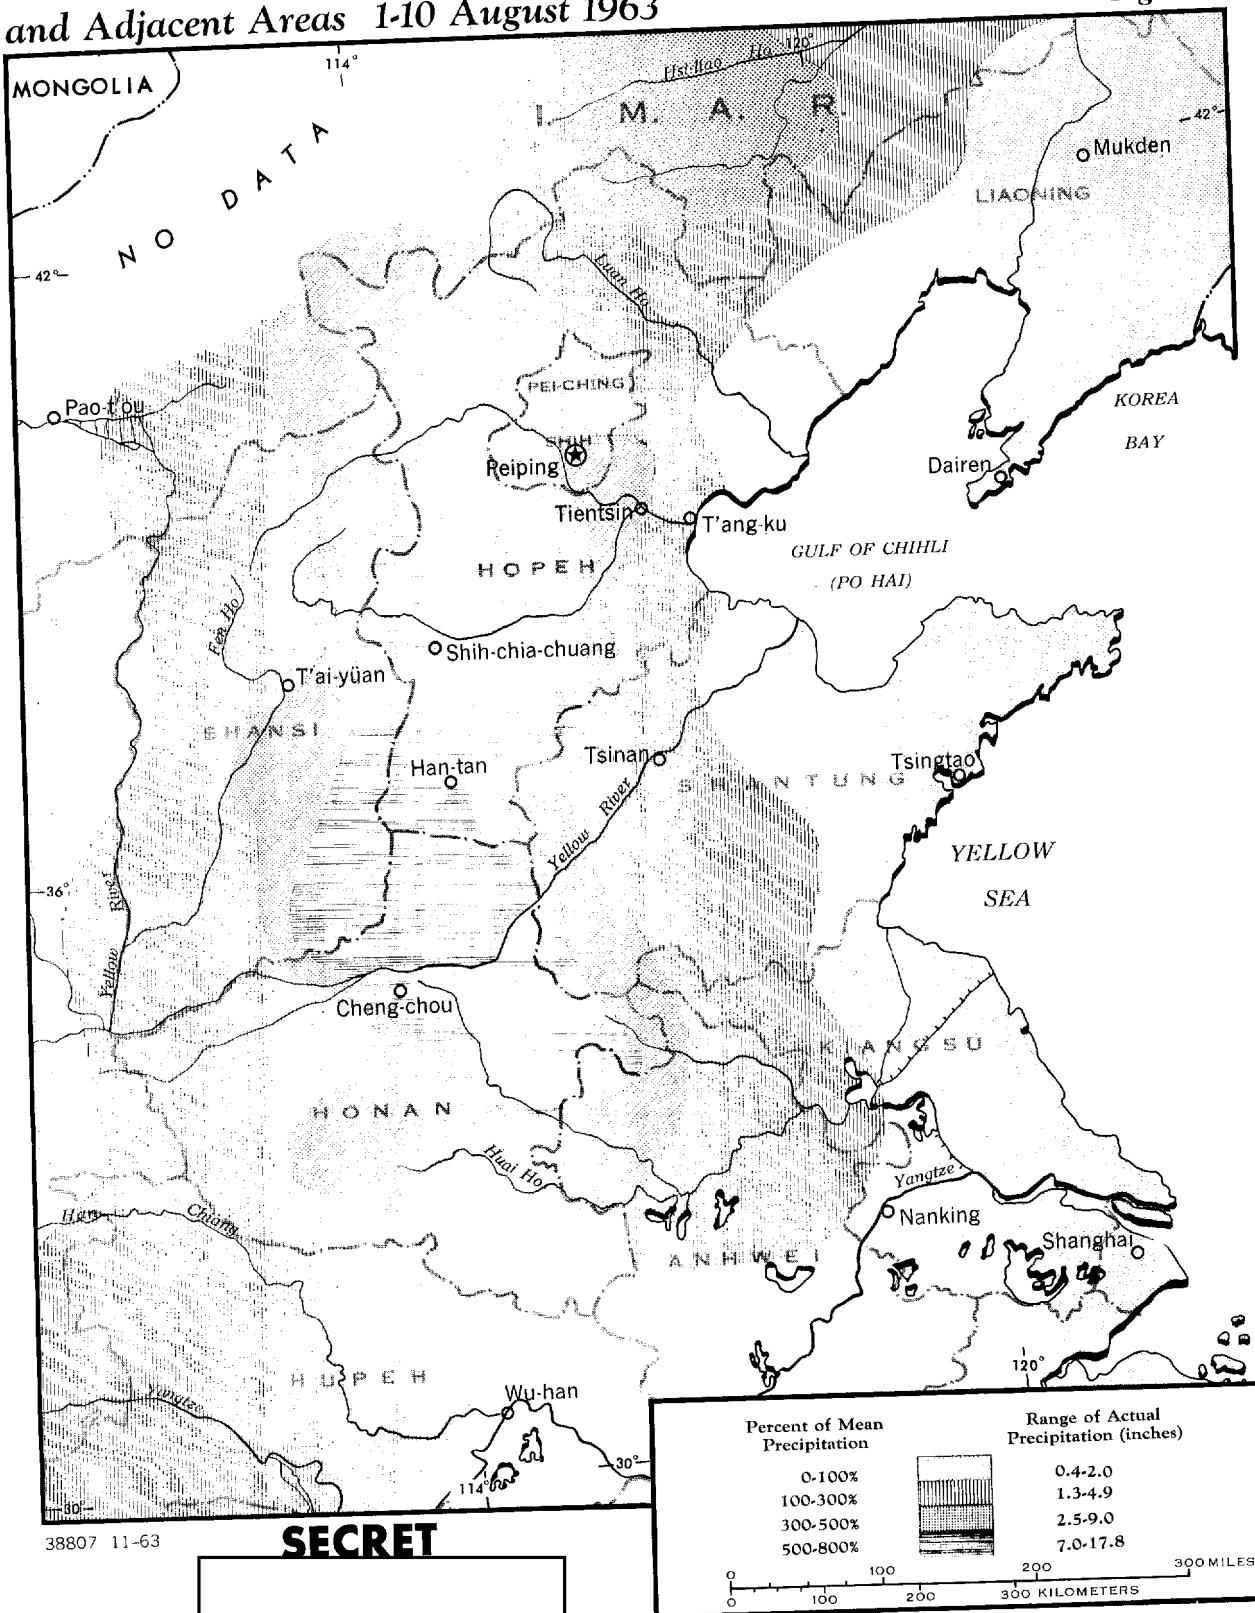 and Adjacent Areas 1-10 August 1963
MONGOLIA
114°
120°
Hsi-liao Ho
I. M. A. R.
42°
Mukden
LIAONING
NO DATA
42°
Luan Ho
PEI-CHING
SHIH
Pao-t'ou
KOREA
BAY
Peiping
Dairen
Tientsin
T'ang-ku
GULF OF CHIHLI
(PO HAI)
HOPEH
Fen Ho
Shih-chia-chuang
T'ai-yüan
SHANSI
Han-tan
Tsinan
Tsingtao
SHANTUNG
Yellow River
YELLOW
SEA
36°
Yellow River
Cheng-chou
KIANGSU
HONAN
Huai Ho
Yangtze
Han Chiang
Nanking
Shanghai
ANHWEI
120°
HUPEH
Yangtze
Wu-han
30°
114°
30°
Percent of Mean
Precipitation
Range of Actual
Precipitation (inches)
0-100% 0.4-2.0
100-300% 1.3-4.9
300-500% 2.5-9.0
500-800% 7.0-17.8
0 100 200 300 MILES
0 100 200 300 KILOMETERS
38807 11-63
SECRET